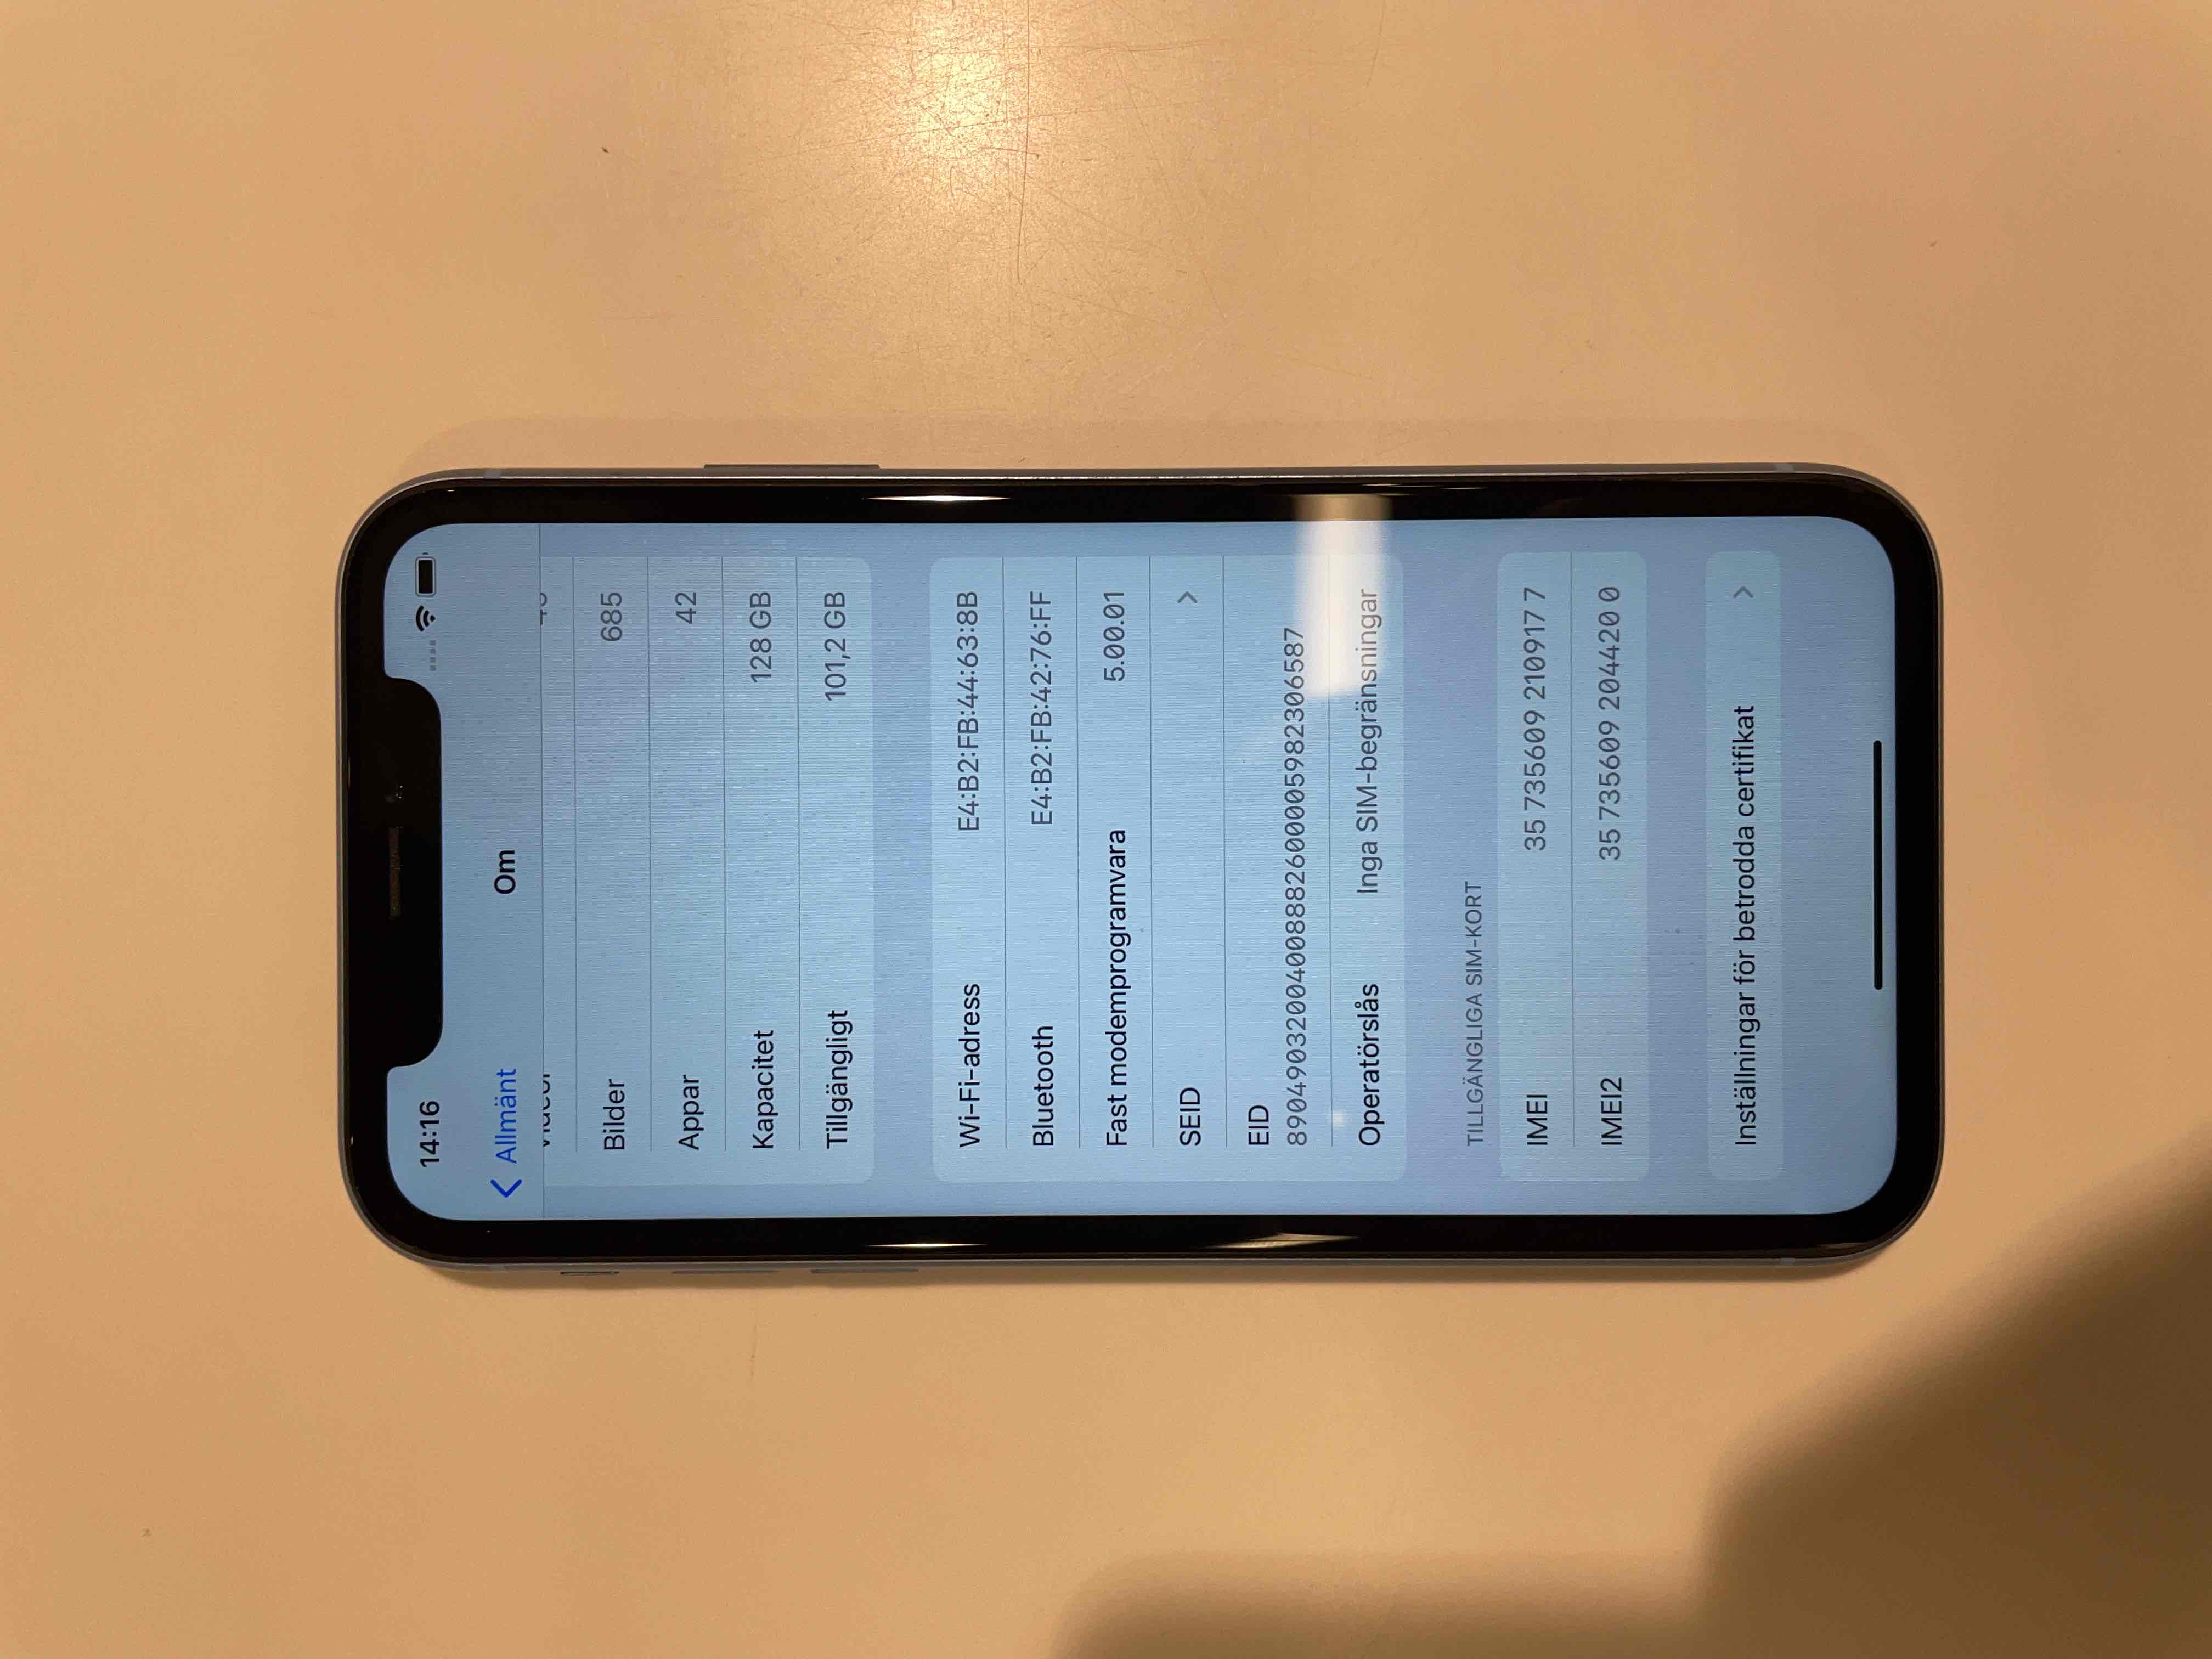 14:16
Allmänt
Om
Bilder 685
Appar 42
Kapacitet 128 GB
Tillgängligt 101,2 GB
Wi-Fi-adress E4:B2:FB:44:63:8B
Bluetooth E4:B2:FB:42:76:FF
Fast modemprogramvara 5.00.01
SEID
EID
89049032004008882600005982306587
Operatörslås Inga SIM-begränsningar
TILLGÄNGLIGA SIM-KORT
IMEI 35 735609 210917 7
IMEI2 35 735609 204420 0
Inställningar för betrodda certifikat